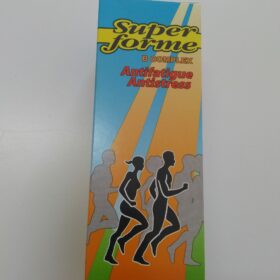 Super
forme
B COMPLEX
Antifatigue
Antistress